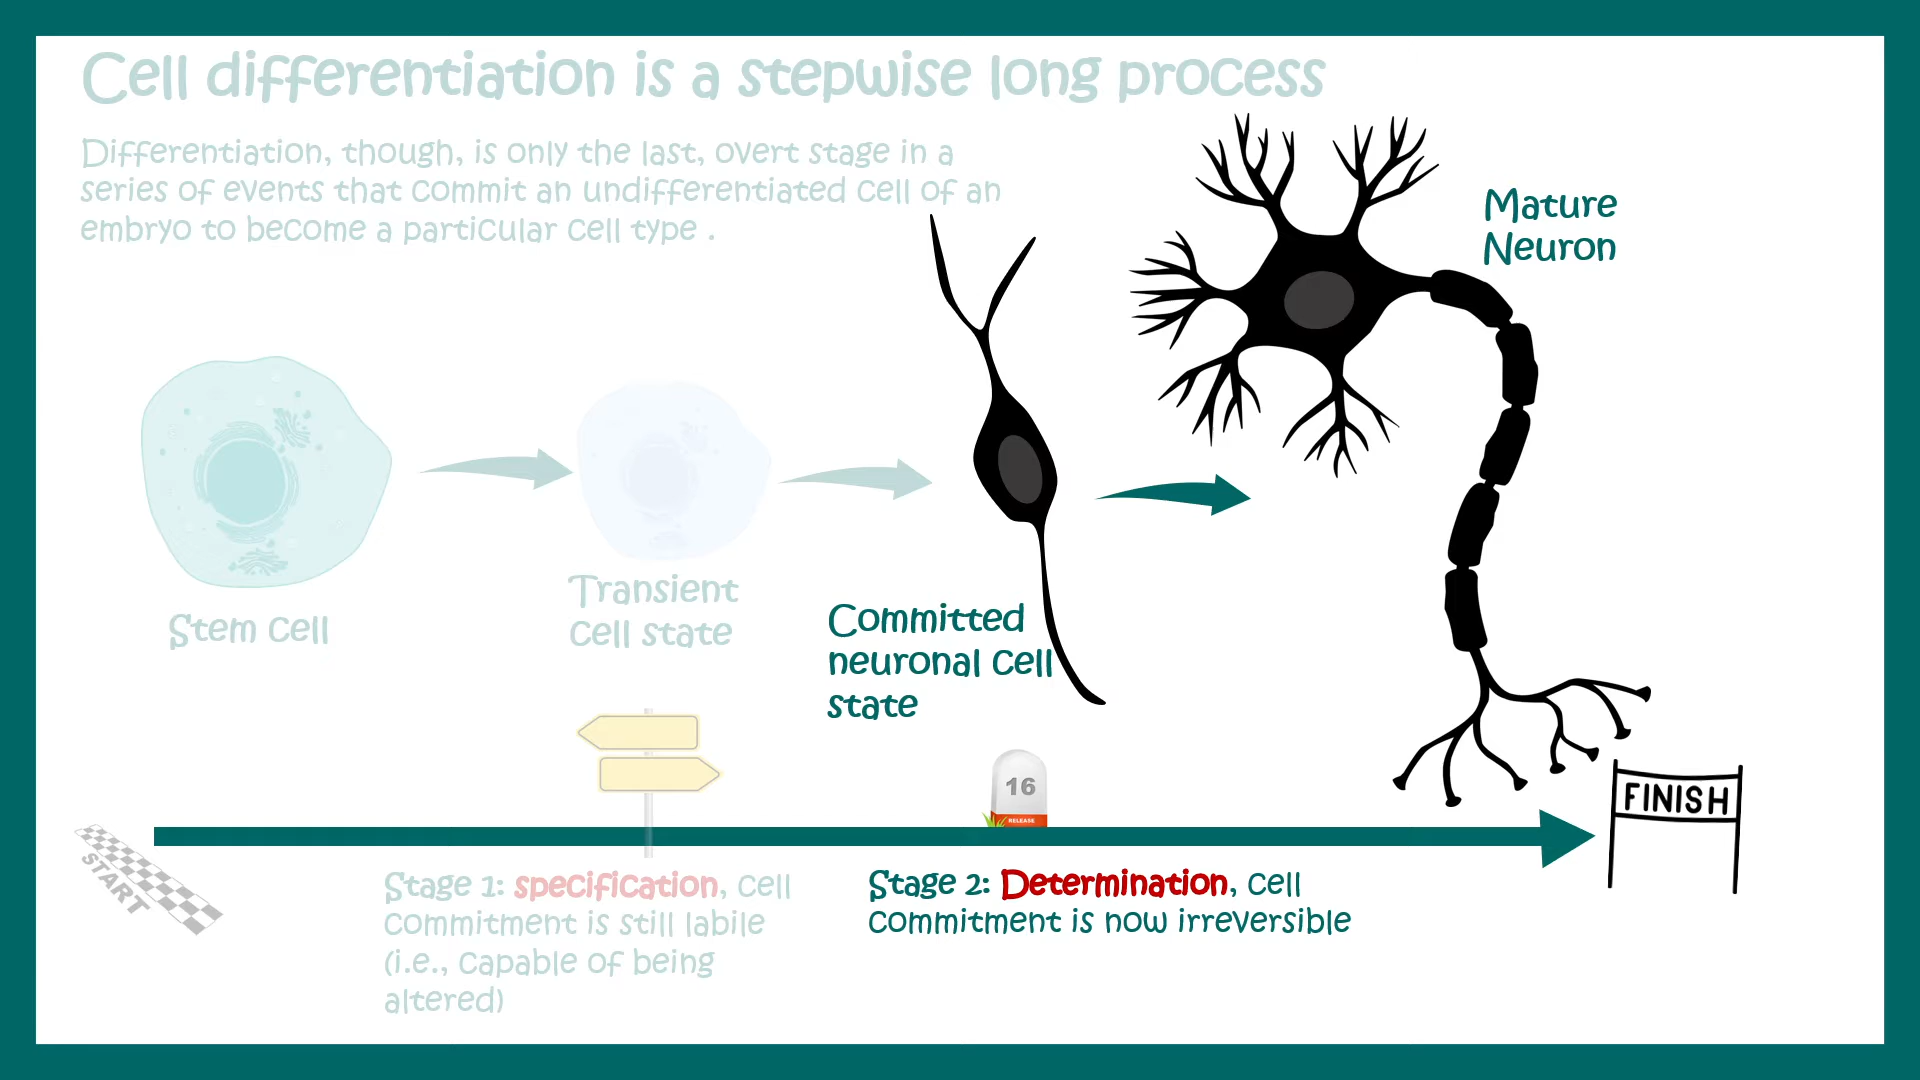 Cell differentiation is a stepwise long process
Differentiation, though, is only the last, overt stage in a
series of events that commit an undifferentiated cell of an
embryo to become a particular cell type .
Mature
Neuron
Stem cell
Transient
cell state
Committed
neuronal cell
state
16
RELEASE
START
FINISH
Stage 1: specification, cell
commitment is still labile
(i.e., capable of being
altered)
Stage 2: Determination, cell
commitment is now irreversible